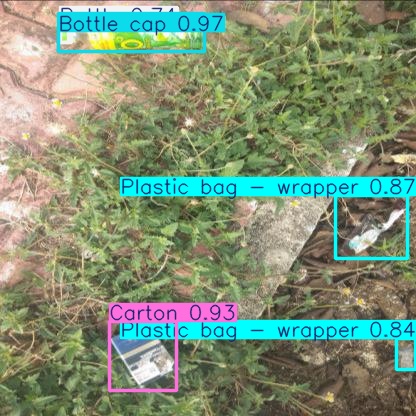 Bottle cap 0.97
Plastic bag – wrapper 0.87
Carton 0.93
Plastic bag – wrapper 0.84